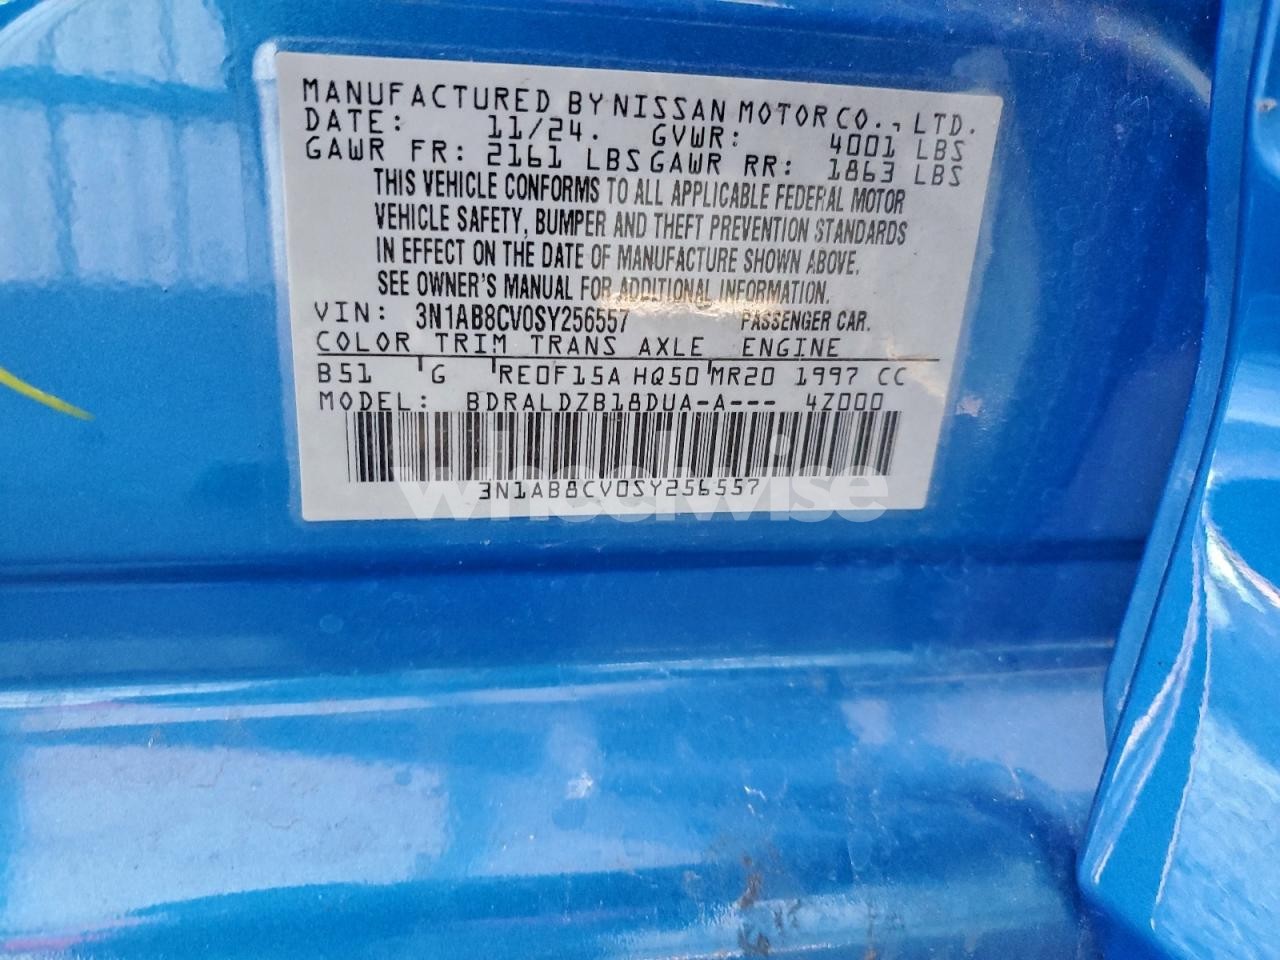 MANUFACTURED BY NISSAN MOTOR CO., LTD.
DATE: 11/24. GVWR: 4001 LBS
GAWR FR: 2161 LBS GAWR RR: 1863 LBS
THIS VEHICLE CONFORMS TO ALL APPLICABLE FEDERAL MOTOR
VEHICLE SAFETY, BUMPER AND THEFT PREVENTION STANDARDS
IN EFFECT ON THE DATE OF MANUFACTURE SHOWN ABOVE.
SEE OWNER'S MANUAL FOR ADDITIONAL INFORMATION.
VIN: 3N1AB8CV0SY256557 PASSENGER CAR.
COLOR TRIM TRANS AXLE ENGINE
B51 G RE0F15A HQ50 MR20 1997 CC
MODEL: BDRALDZB18DUA-A--- 4Z000
3N1AB8CV0SY256557
wheelwise